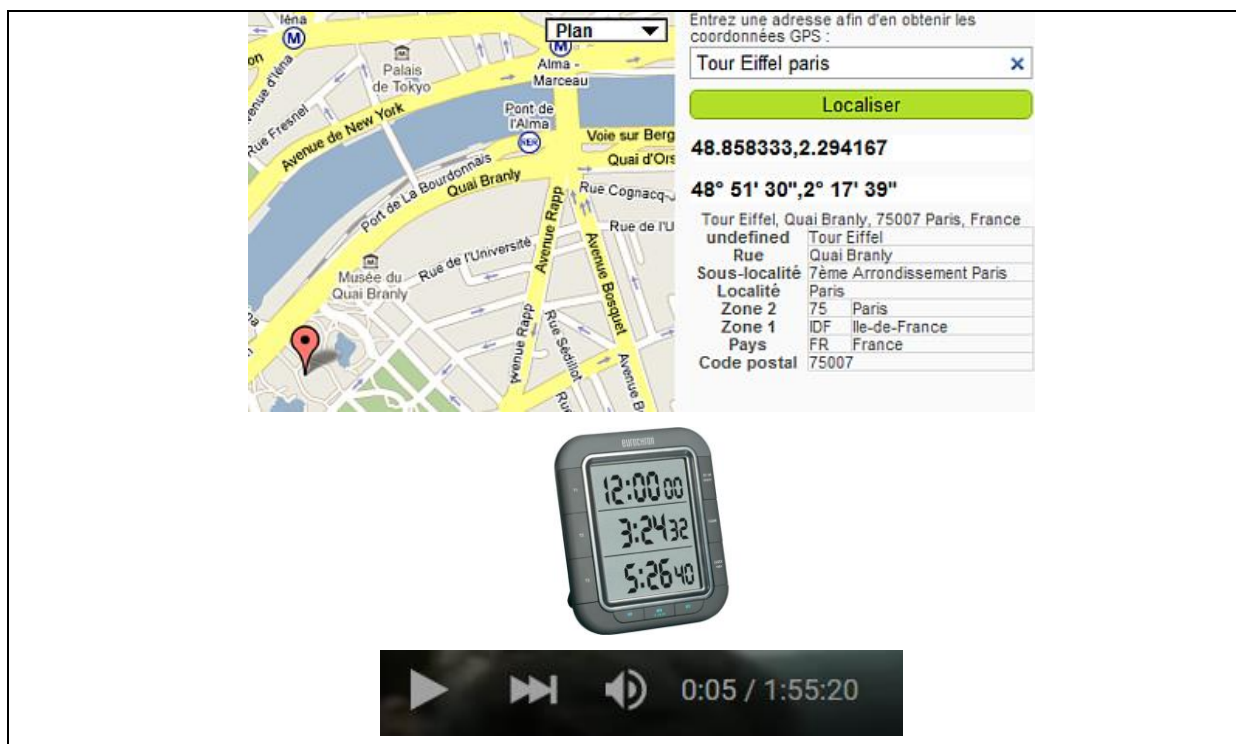 Iéna
M
Plan
M
Palais
de Tokyo
Alma -
Marceau
Rue Fresnel
Avenue de New York
Pont de
l'Alma
RER
Voie sur Berg
Quai d'Ors
Port de La Bourdonnais
Quai Branly
Rue Cognacq-J
Rue de l'U
Rue de l'Université
Avenue Rapp
Avenue Bosquet
Musée du
Quai Branly
Avenue Rapp
Rue Sédillot
Avenue B
Entrez une adresse afin d'en obtenir les
coordonnées GPS :
Tour Eiffel paris
Localiser
48.858333,2.294167
48° 51' 30",2° 17' 39"
Tour Eiffel, Quai Branly, 75007 Paris, France
undefined Tour Eiffel
Rue Quai Branly
Sous-localité 7ème Arrondissement Paris
Localité Paris
Zone 2 75 Paris
Zone 1 IDF Ile-de-France
Pays FR France
Code postal 75007
EUROCHRON
12:00 00
3:24 32
5:26 40
0:05 / 1:55:20